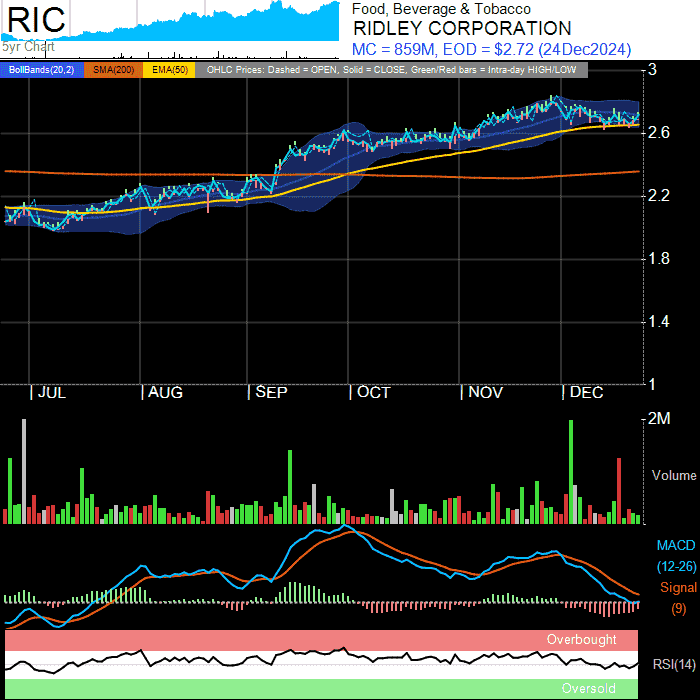 RIC
5yr Chart
Food, Beverage & Tobacco
RIDLEY CORPORATION
MC = 859M, EOD = $2.72 (24Dec2024)
BollBands(20,2) SMA(200) EMA(50) OHLC Prices: Dashed = OPEN, Solid = CLOSE, Green/Red bars = Intra-day HIGH/LOW
3
2.6
2.2
1.8
1.4
1
| JUL | AUG | SEP | OCT | NOV | DEC
2M
Volume
MACD
(12-26)
Signal
(9)
Overbought
RSI(14)
Oversold